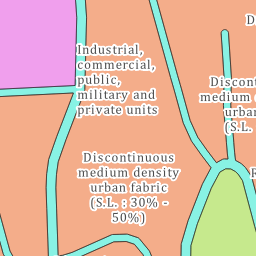 D
Industrial,
commercial,
public,
military and
private units
Discont
medium
urban
(S.L.
Discontinuous
medium density
urban fabric
(S.L. : 30% -
50%)
R